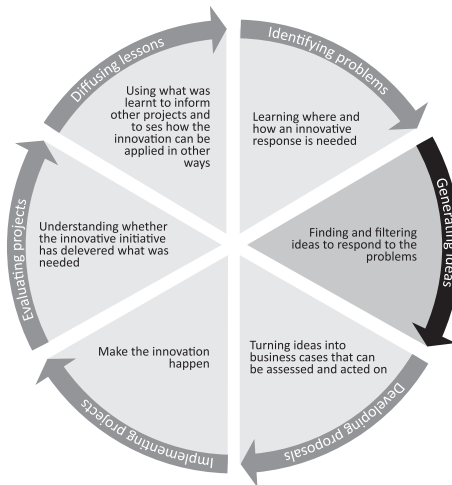 Identifying problems
Learning where and
how an innovative
response is needed
Generating ideas
Finding and filtering
ideas to respond to the
problems
Developing proposals
Turning ideas into
business cases that can
be assessed and acted on
Implementing projects
Make the innovation
happen
Evaluating projects
Understanding whether
the innovative initiative
has delevered what was
needed
Diffusing lessons
Using what was
learnt to inform
other projects and
to ses how the
innovation can be
applied in other
ways